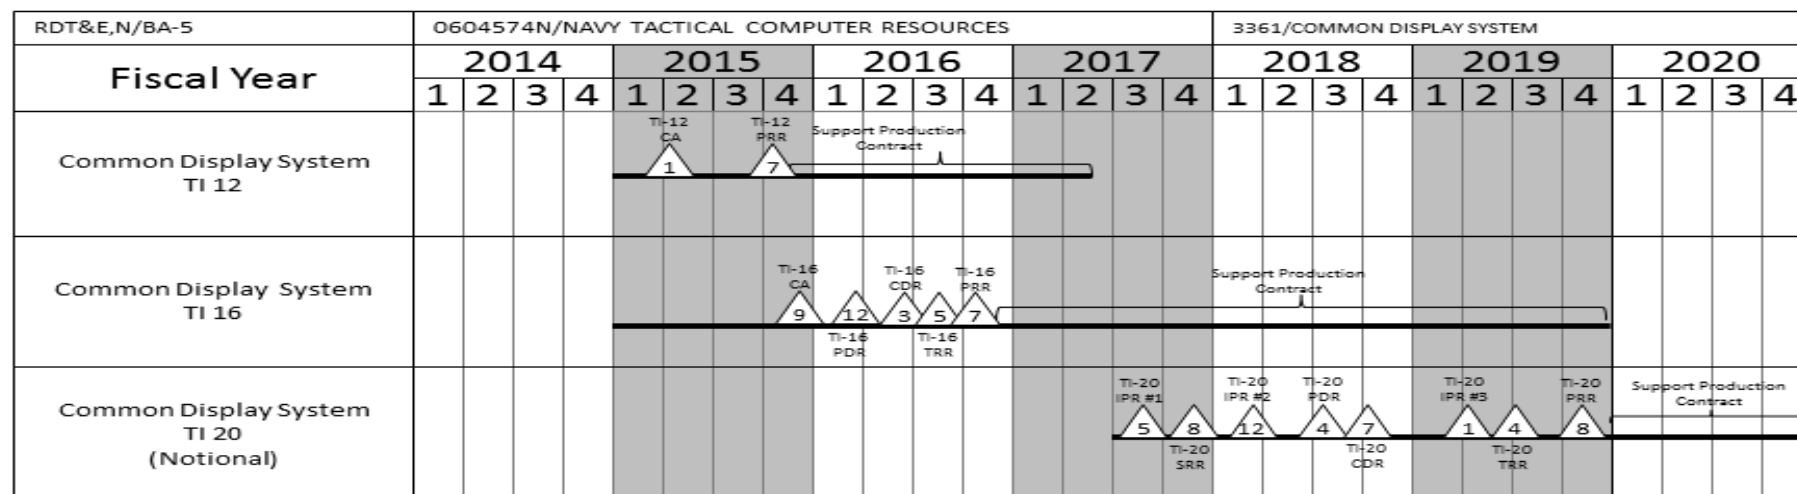 RDT&E,N/BA-5 0604574N/NAVY TACTICAL COMPUTER RESOURCES 3361/COMMON DISPLAY SYSTEM
Fiscal Year
2014 2015 2016 2017 2018 2019 2020
1 2 3 4 1 2 3 4 1 2 3 4 1 2 3 4 1 2 3 4 1 2 3 4 1 2 3 4
Common Display System
TI 12
TI-12
CA
1
TI-12
PRR
7
Support Production
Contract
Common Display System
TI 16
TI-16
CA
9
12
TI-16
PDR
TI-16
CDR
3
5
TI-16
TRR
TI-16
PRR
7
Support Production
Contract
Common Display System
TI 20
(Notional)
TI-20
IPR #1
5
8
TI-20
SRR
TI-20
IPR #2
12
TI-20
PDR
4
7
TI-20
CDR
TI-20
IPR #3
1
4
TI-20
TRR
TI-20
PRR
8
Support Production
Contract